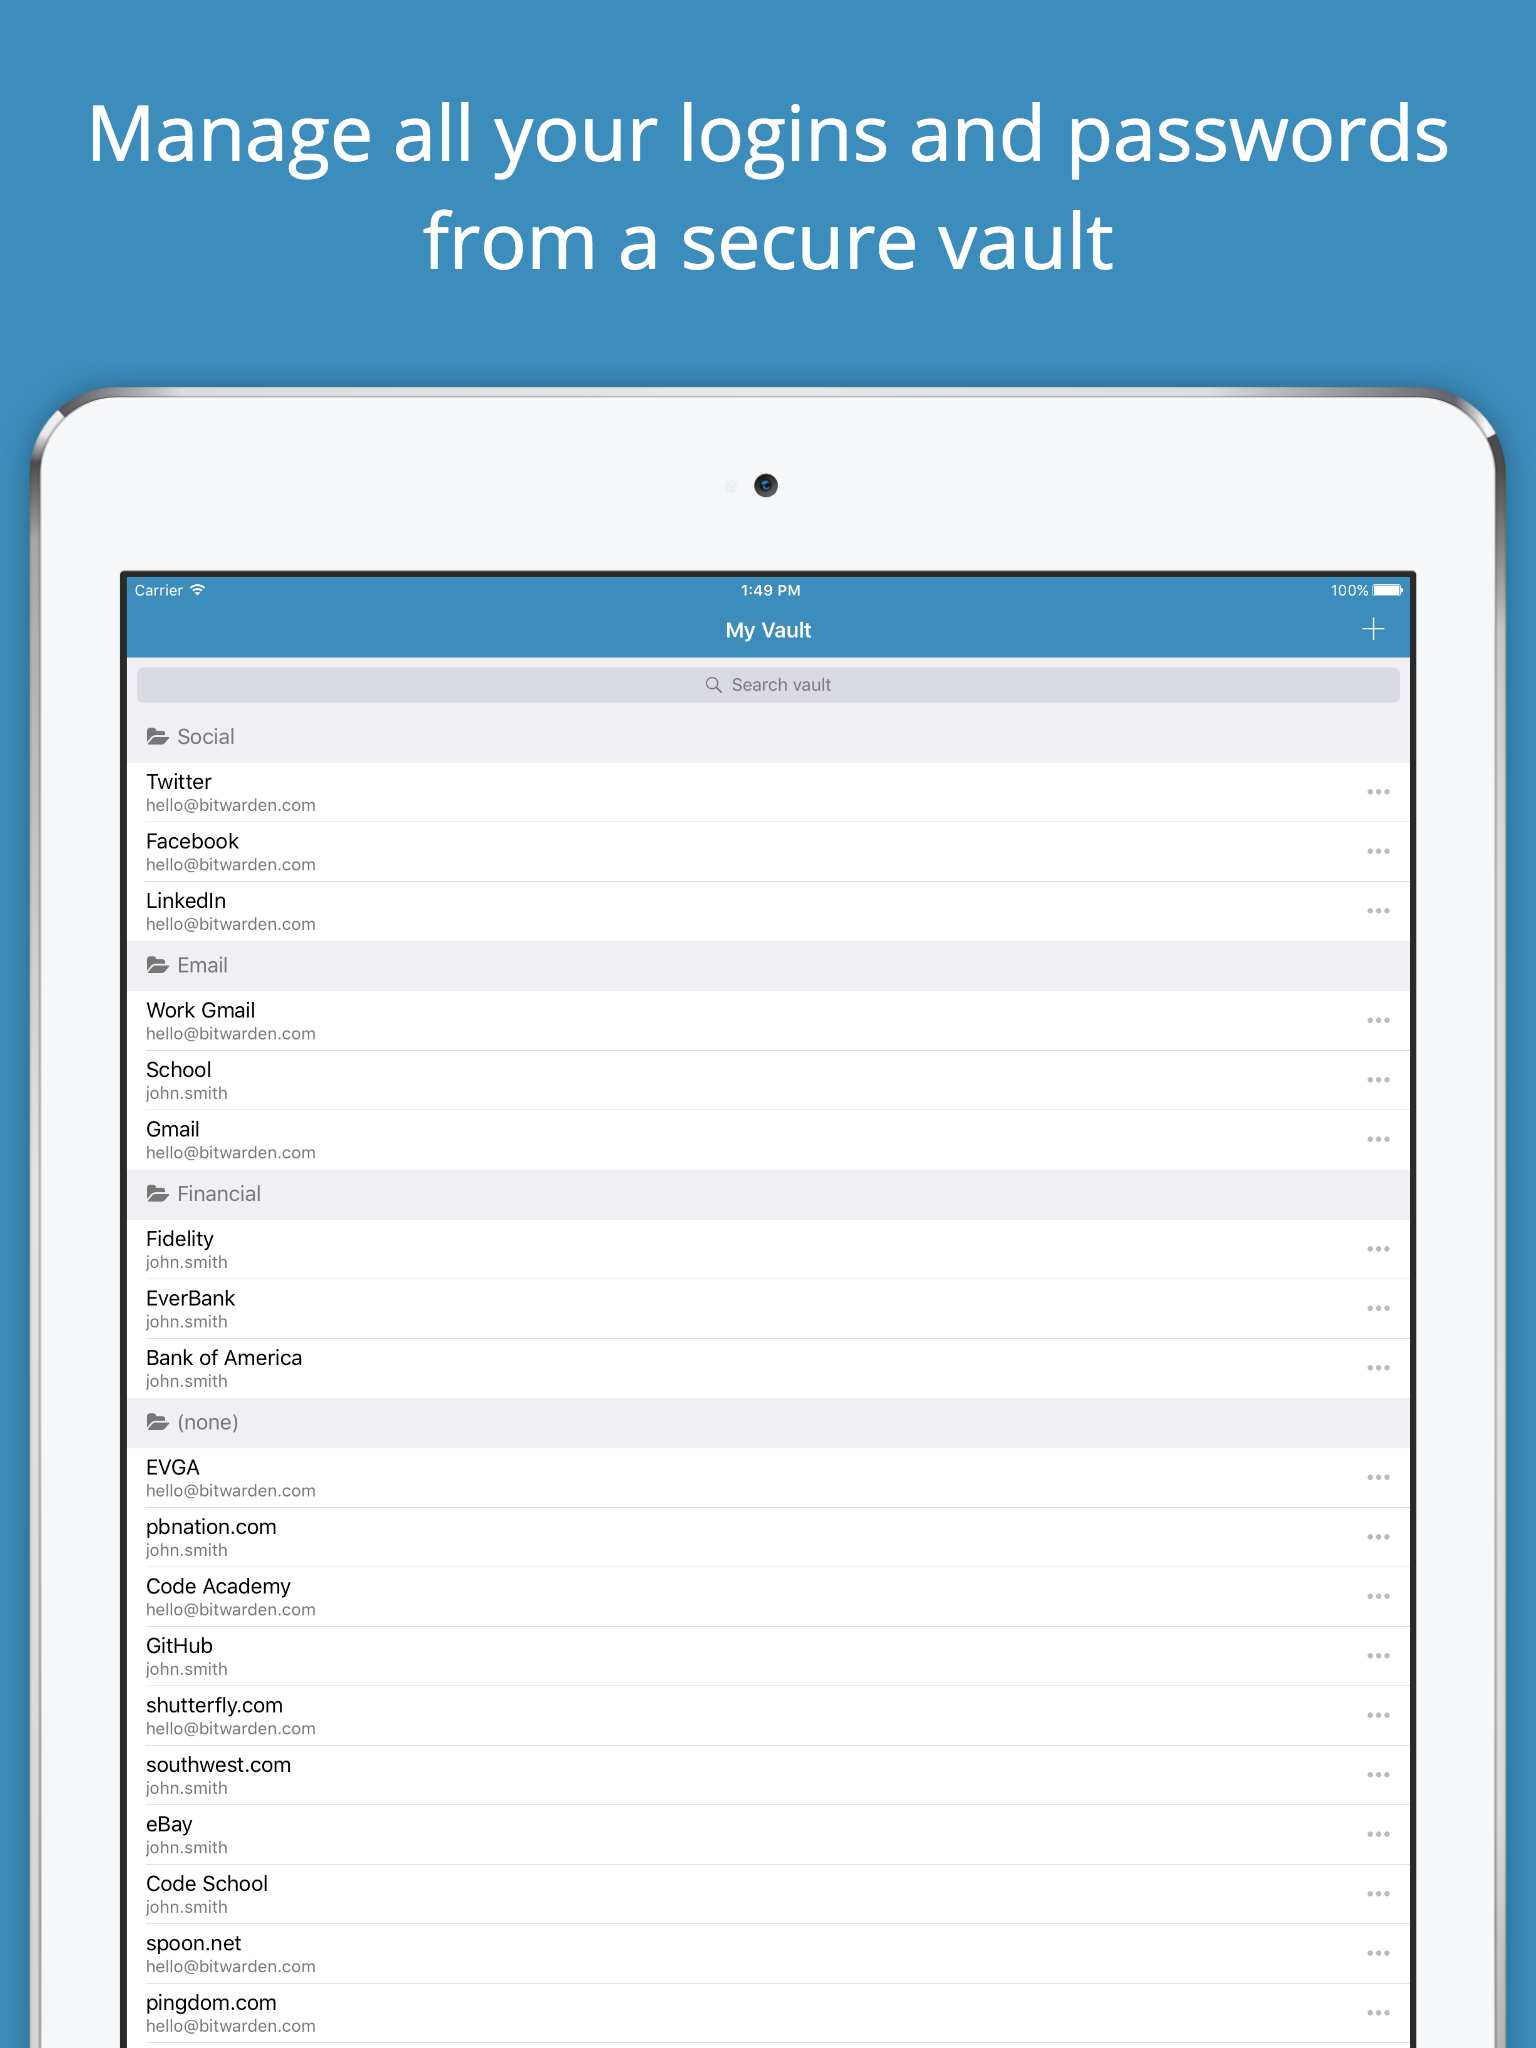 Manage all your logins and passwords
from a secure vault
Carrier 1:49 PM 100%
My Vault
Search vault
Social
Twitter
hello@bitwarden.com
Facebook
hello@bitwarden.com
LinkedIn
hello@bitwarden.com
Email
Work Gmail
hello@bitwarden.com
School
john.smith
Gmail
hello@bitwarden.com
Financial
Fidelity
john.smith
EverBank
john.smith
Bank of America
john.smith
(none)
EVGA
hello@bitwarden.com
pbnation.com
john.smith
Code Academy
hello@bitwarden.com
GitHub
john.smith
shutterfly.com
hello@bitwarden.com
southwest.com
john.smith
eBay
john.smith
Code School
john.smith
spoon.net
hello@bitwarden.com
pingdom.com
hello@bitwarden.com